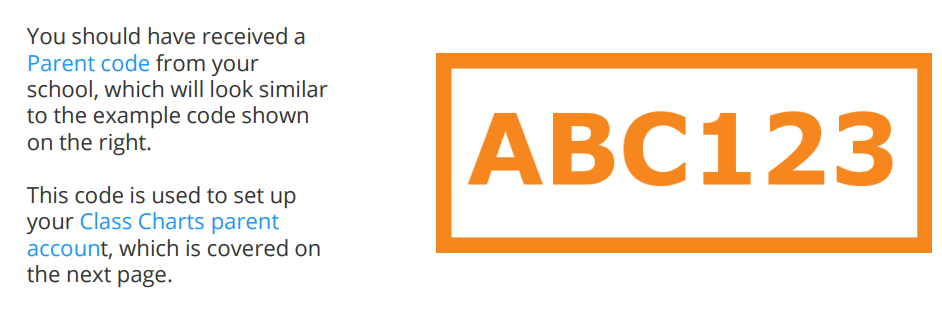 You should have received a
Parent code from your
school, which will look similar
to the example code shown
on the right.
This code is used to set up
your Class Charts parent
account, which is covered on
the next page.
ABC123